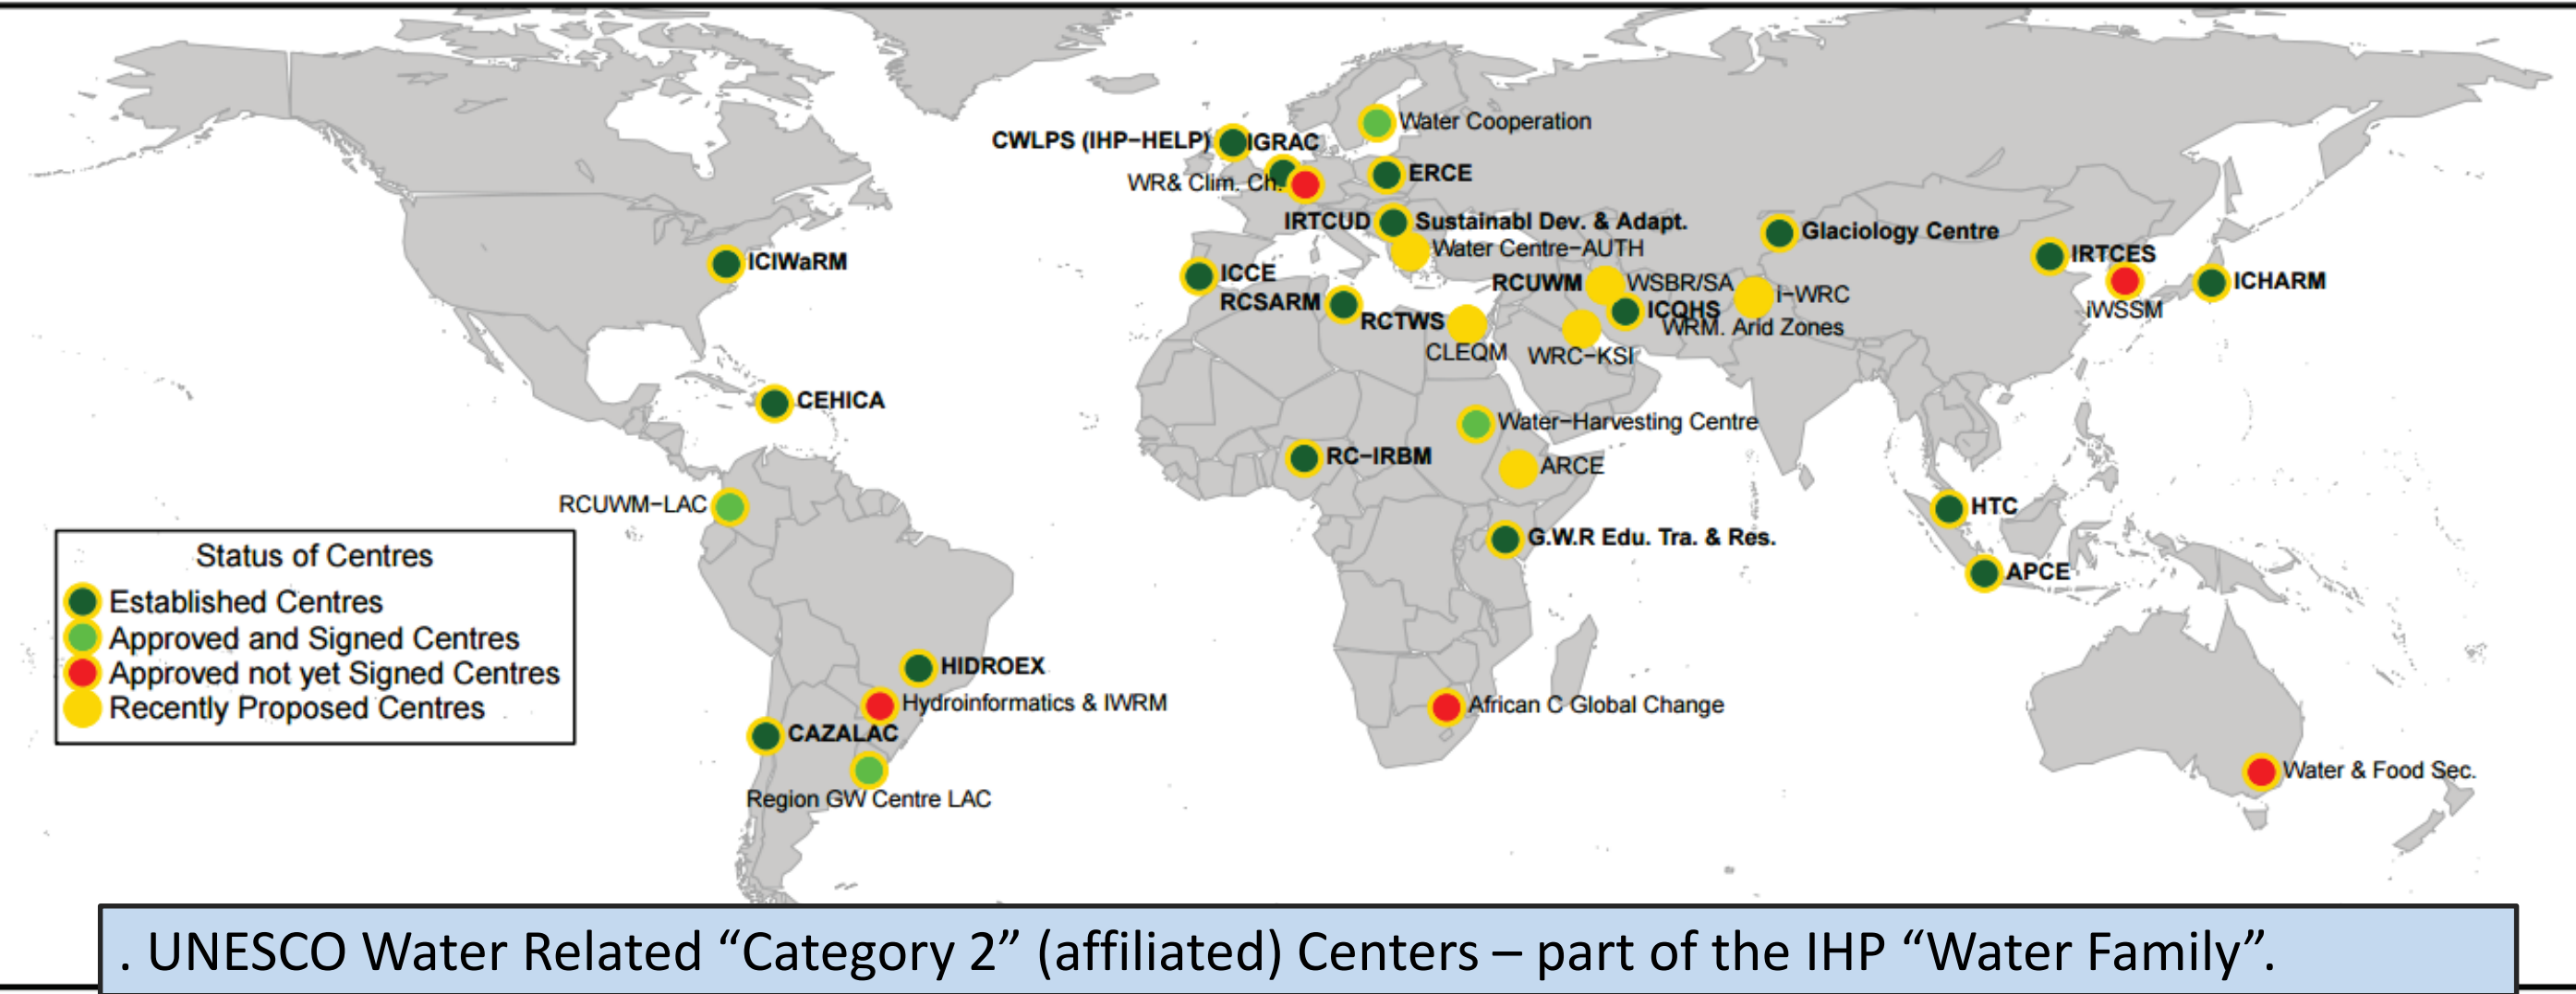 Water Cooperation
CWLPS (IHP−HELP)
IGRAC
WR& Clim. Ch.
ERCE
IRTCUD
Sustainabl Dev. & Adapt.
Water Centre−AUTH
Glaciology Centre
IRTCES
ICIWaRM
ICCE
RCUWM
WSBR/SA
i−WRC
ICHARM
RCSARM
ICQHS
iWSSM
RCTWS
WRM. Arid Zones
CLEQM
WRC−KSI
CEHICA
Water−Harvesting Centre
RC−IRBM
ARCE
RCUWM−LAC
HTC
G.W.R Edu. Tra. & Res.
APCE
Status of Centres
Established Centres
Approved and Signed Centres
Approved not yet Signed Centres
Recently Proposed Centres
HIDROEX
Hydroinformatics & IWRM
African C Global Change
CAZALAC
Water & Food Sec.
Region GW Centre LAC
. UNESCO Water Related “Category 2” (affiliated) Centers – part of the IHP “Water Family”.